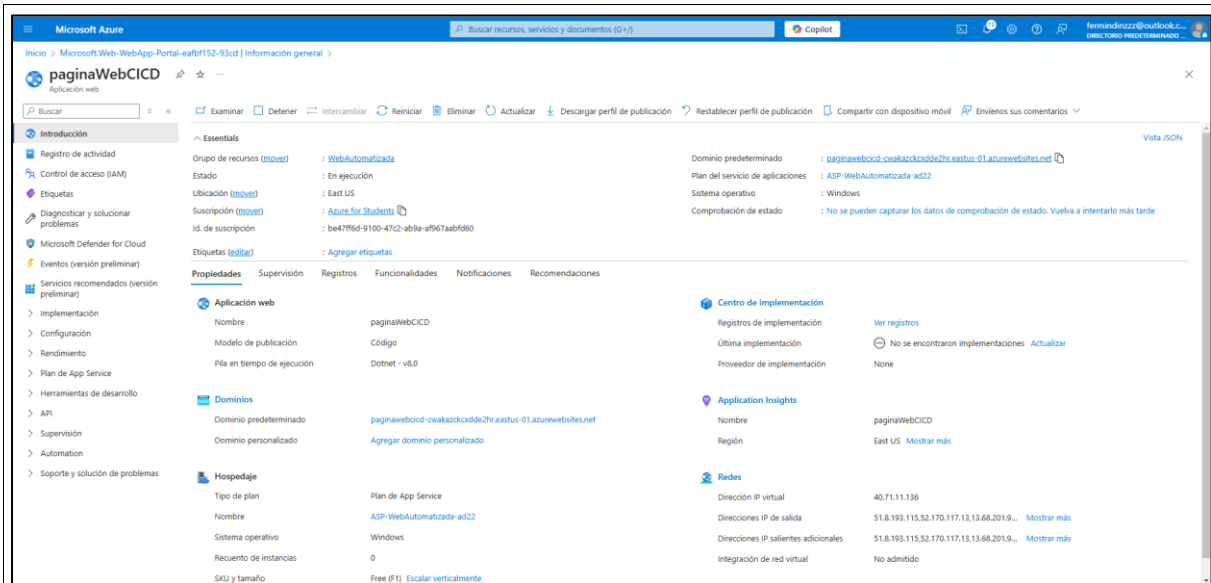 Microsoft Azure
Buscar recursos, servicios y documentos (G+/)
Copilot
fermindinzzz@outlook.c...
DIRECTORIO PREDETERMINADO ...
Inicio > Microsoft.Web-WebApp-Portal-eafbf152-93cd | Información general >
paginaWebCICD
Aplicación web
Buscar
Examinar Detener Intercambiar Reiniciar Eliminar Actualizar Descargar perfil de publicación Restablecer perfil de publicación Compartir con dispositivo móvil Envíenos sus comentarios
Introducción
Registro de actividad
Control de acceso (IAM)
Etiquetas
Diagnosticar y solucionar
problemas
Microsoft Defender for Cloud
Eventos (versión preliminar)
Servicios recomendados (versión
preliminar)
Implementación
Configuración
Rendimiento
Plan de App Service
Herramientas de desarrollo
API
Supervisión
Automation
Soporte y solución de problemas
Essentials
Vista JSON
Grupo de recursos (mover) : WebAutomatizada
Estado : En ejecución
Ubicación (mover) : East US
Suscripción (mover) : Azure for Students
Id. de suscripción : be47ff6d-9100-47c2-ab9a-af967aabfd60
Etiquetas (editar) : Agregar etiquetas
Dominio predeterminado : paginawebcicd-cwakazckcxdde2hr.eastus-01.azurewebsites.net
Plan del servicio de aplicaciones : ASP-WebAutomatizada-ad22
Sistema operativo : Windows
Comprobación de estado : No se pueden capturar los datos de comprobación de estado. Vuelva a intentarlo más tarde
Propiedades Supervisión Registros Funcionalidades Notificaciones Recomendaciones
Aplicación web
Nombre paginaWebCICD
Modelo de publicación Código
Pila en tiempo de ejecución Dotnet - v8.0
Dominios
Dominio predeterminado paginawebcicd-cwakazckcxdde2hr.eastus-01.azurewebsites.net
Dominio personalizado Agregar dominio personalizado
Hospedaje
Tipo de plan Plan de App Service
Nombre ASP-WebAutomatizada-ad22
Sistema operativo Windows
Recuento de instancias 0
SKU y tamaño Free (F1) Escalar verticalmente
Centro de implementación
Registros de implementación Ver registros
Última implementación No se encontraron implementaciones Actualizar
Proveedor de implementación None
Application Insights
Nombre paginaWebCICD
Región East US Mostrar más
Redes
Dirección IP virtual 40.71.11.136
Direcciones IP de salida 51.8.193.115,52.170.117.13,13.68.201.9... Mostrar más
Direcciones IP salientes adicionales 51.8.193.115,52.170.117.13,13.68.201.9... Mostrar más
Integración de red virtual No admitido